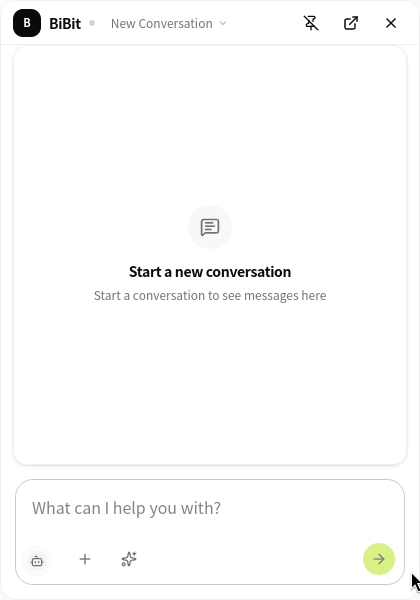 B BiBit New Conversation
Start a new conversation
Start a conversation to see messages here
What can I help you with?